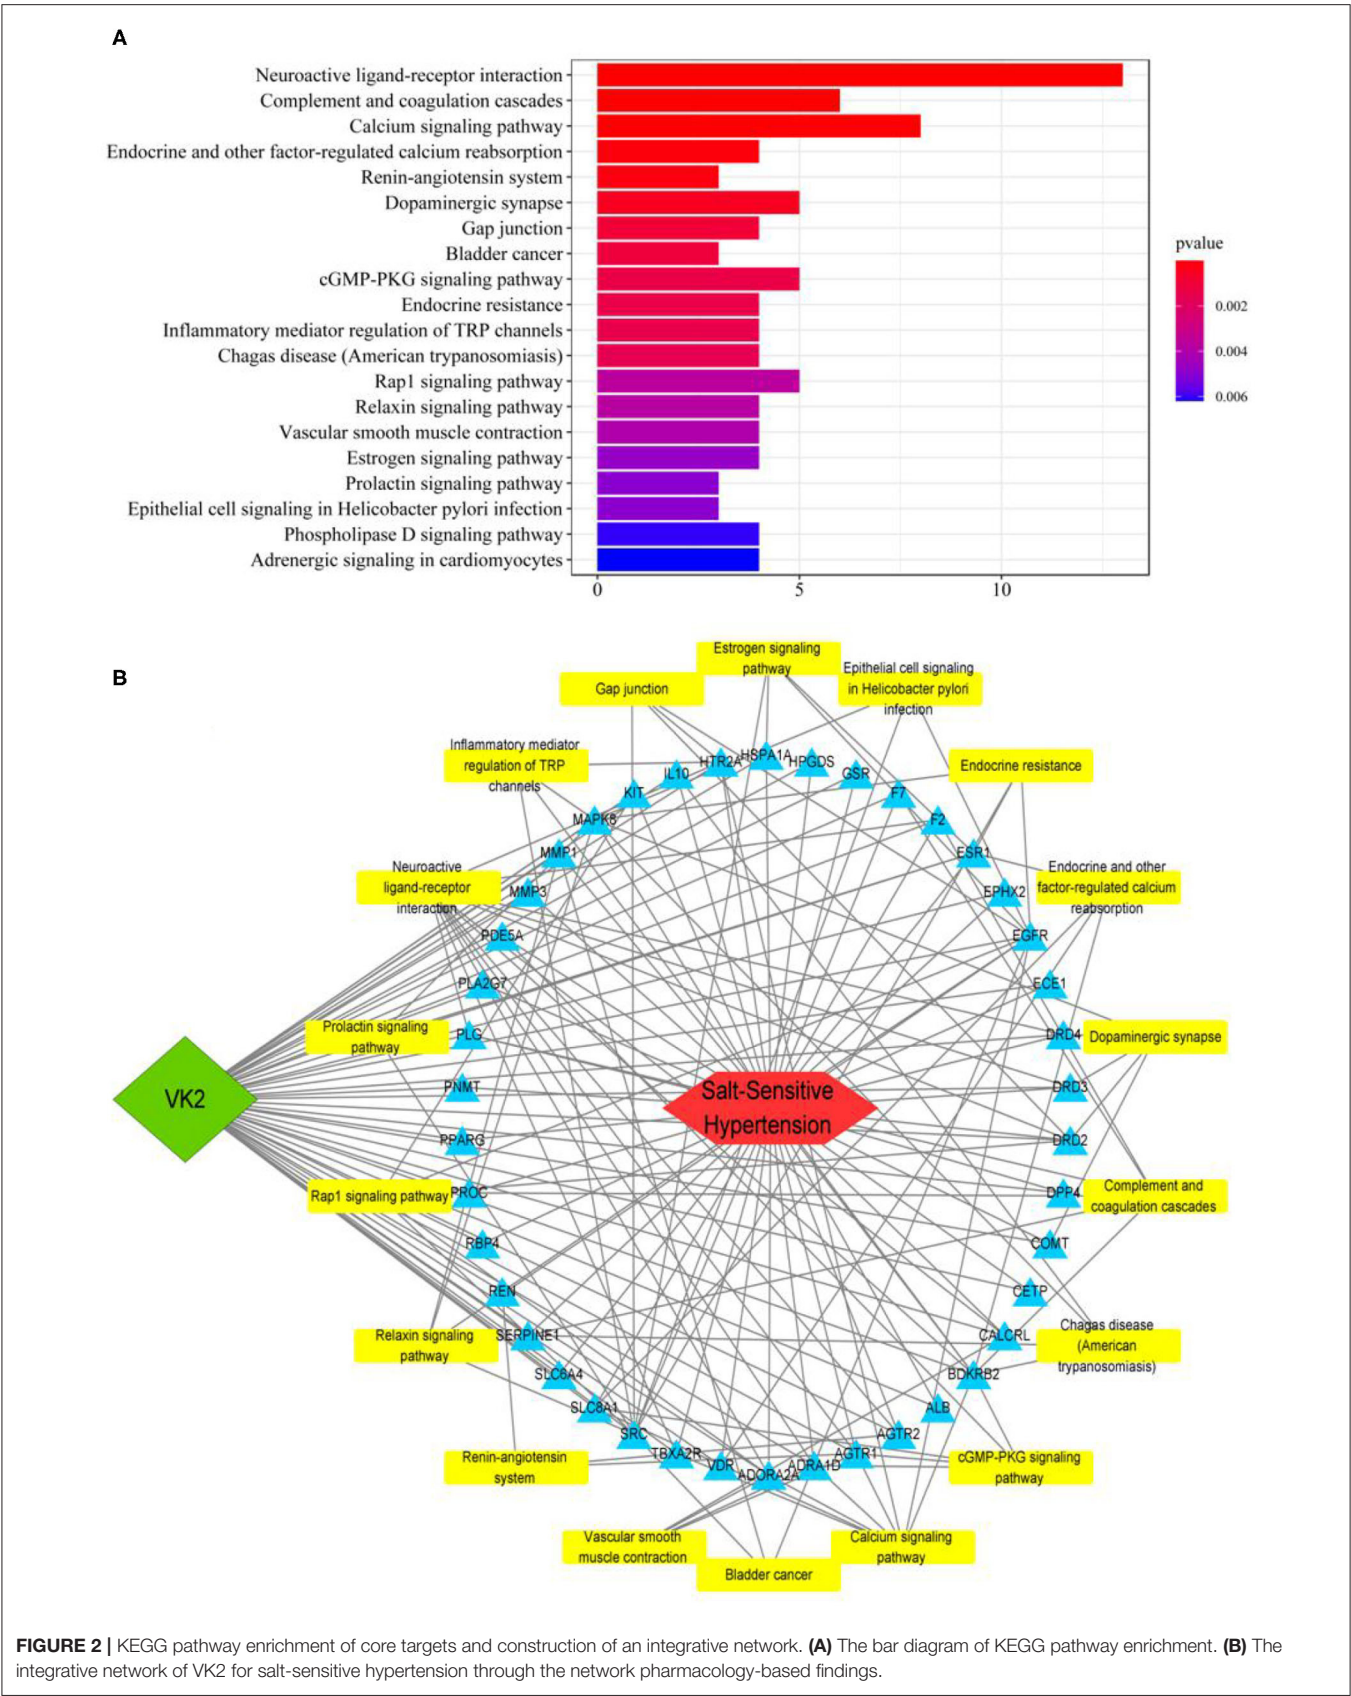 A
Neuroactive ligand-receptor interaction
Complement and coagulation cascades
Calcium signaling pathway
Endocrine and other factor-regulated calcium reabsorption
Renin-angiotensin system
Dopaminergic synapse
Gap junction
Bladder cancer
cGMP-PKG signaling pathway
Endocrine resistance
Inflammatory mediator regulation of TRP channels
Chagas disease (American trypanosomiasis)
Rap1 signaling pathway
Relaxin signaling pathway
Vascular smooth muscle contraction
Estrogen signaling pathway
Prolactin signaling pathway
Epithelial cell signaling in Helicobacter pylori infection
Phospholipase D signaling pathway
Adrenergic signaling in cardiomyocytes
0
5
10
pvalue
0.002
0.004
0.006
B
Estrogen signaling
pathway
Gap junction
Epithelial cell signaling
in Helicobacter pylori
infection
Inflammatory mediator
regulation of TRP
channels
Endocrine resistance
Neuroactive
ligand-receptor
interaction
Endocrine and other
factor-regulated calcium
reabsorption
Prolactin signaling
pathway
Dopaminergic synapse
Rap1 signaling pathway
Complement and
coagulation cascades
Relaxin signaling
pathway
Chagas disease
(American
trypanosomiasis)
Renin-angiotensin
system
cGMP-PKG signaling
pathway
Vascular smooth
muscle contraction
Calcium signaling
pathway
Bladder cancer
VK2
Salt-Sensitive
Hypertension
HSPA1A
HPGDS
GSR
F7
F2
ESR1
EPHX2
EGFR
ECE1
DRD4
DRD3
DRD2
DPP4
COMT
CETP
CALCRL
BDKRB2
ALB
AGTR2
AGTR1
ADRA1D
ADORA2A
VDR
TBXA2R
SRC
SLC8A1
SLC6A4
SERPINE1
REN
RBP4
PROC
PPARG
PNMT
PLG
PLA2G7
PDE5A
MMP3
MMP1
MAPK8
KIT
IL10
HTR2A
FIGURE 2 | KEGG pathway enrichment of core targets and construction of an integrative network. (A) The bar diagram of KEGG pathway enrichment. (B) The
integrative network of VK2 for salt-sensitive hypertension through the network pharmacology-based findings.